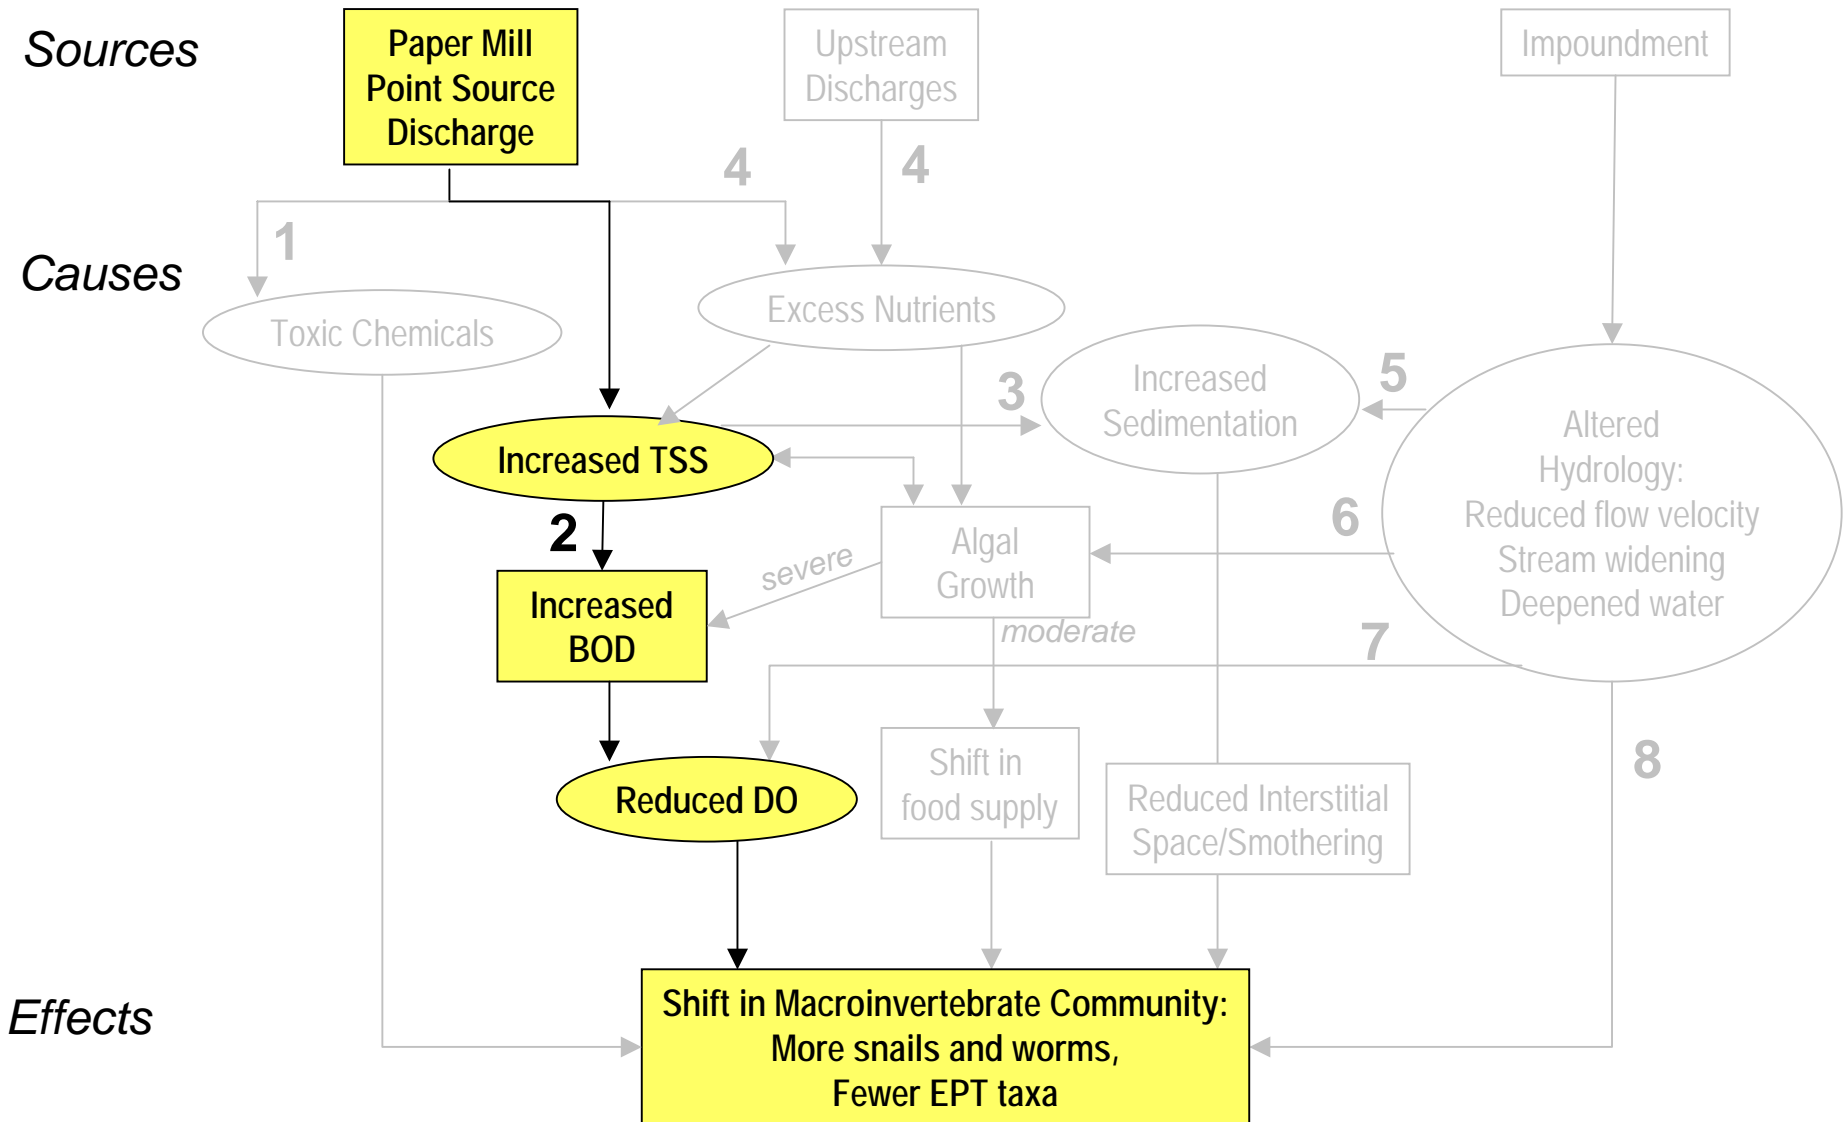 Sources
Paper Mill
Point Source
Discharge
Upstream
Discharges
Impoundment
4
4
1
Causes
Toxic Chemicals
Excess Nutrients
3
Increased
Sedimentation
5
Altered
Hydrology:
Reduced flow velocity
Stream widening
Deepened water
Increased TSS
2
6
Algal
Growth
severe
moderate
Increased
BOD
7
Reduced DO
Shift in
food supply
Reduced Interstitial
Space/Smothering
8
Effects
Shift in Macroinvertebrate Community:
More snails and worms,
Fewer EPT taxa